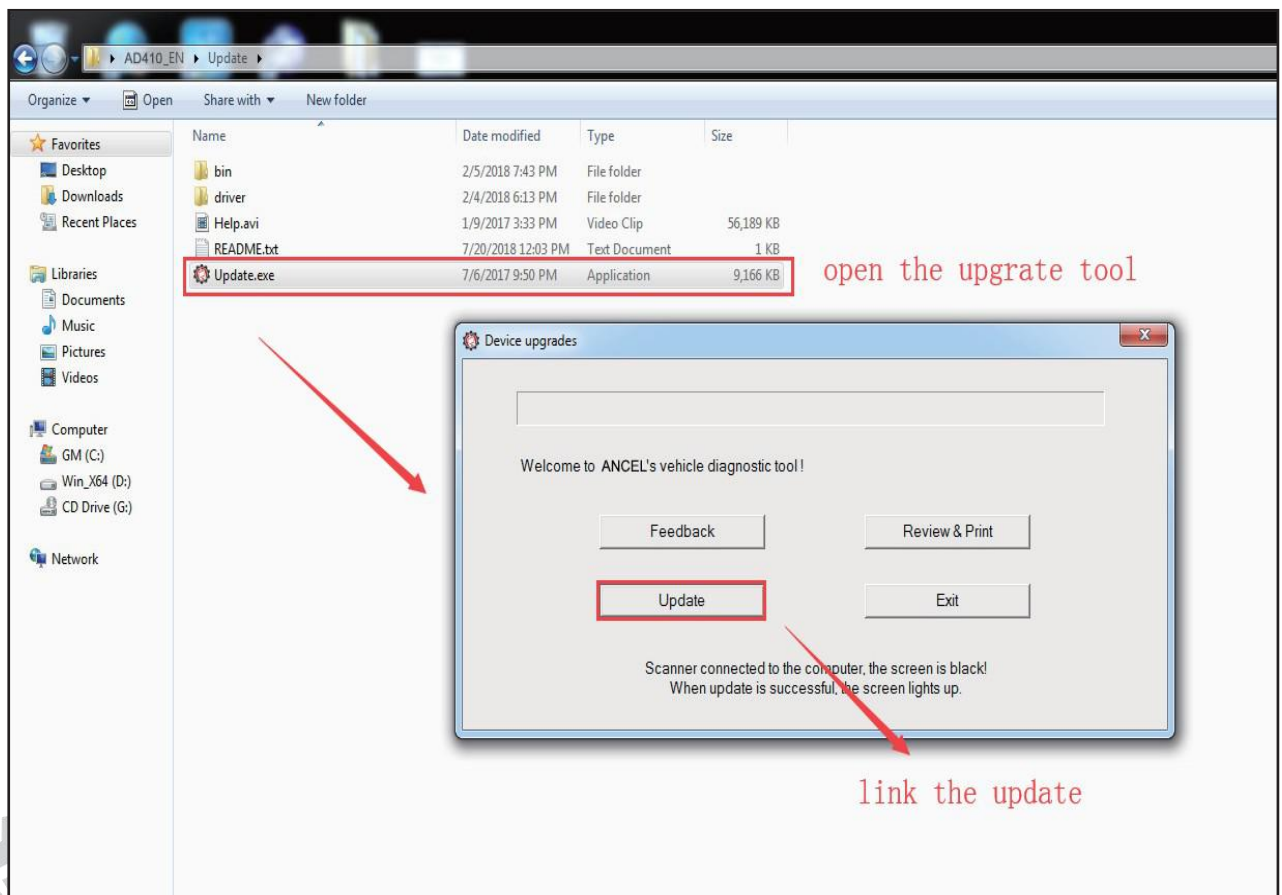 AD410_EN Update
Organize Open Share with New folder
Name Date modified Type Size
Favorites
Desktop
Downloads
Recent Places
Libraries
Documents
Music
Pictures
Videos
Computer
GM (C:)
Win_X64 (D:)
CD Drive (G:)
Network
bin 2/5/2018 7:43 PM File folder
driver 2/4/2018 6:13 PM File folder
Help.avi 1/9/2017 3:33 PM Video Clip 56,189 KB
README.txt 7/20/2018 12:03 PM Text Document 1 KB
Update.exe 7/6/2017 9:50 PM Application 9,166 KB
open the upgrate tool
Device upgrades
Welcome to ANCEL's vehicle diagnostic tool!
Feedback Review & Print
Update Exit
Scanner connected to the computer, the screen is black!
When update is successful, the screen lights up.
link the update